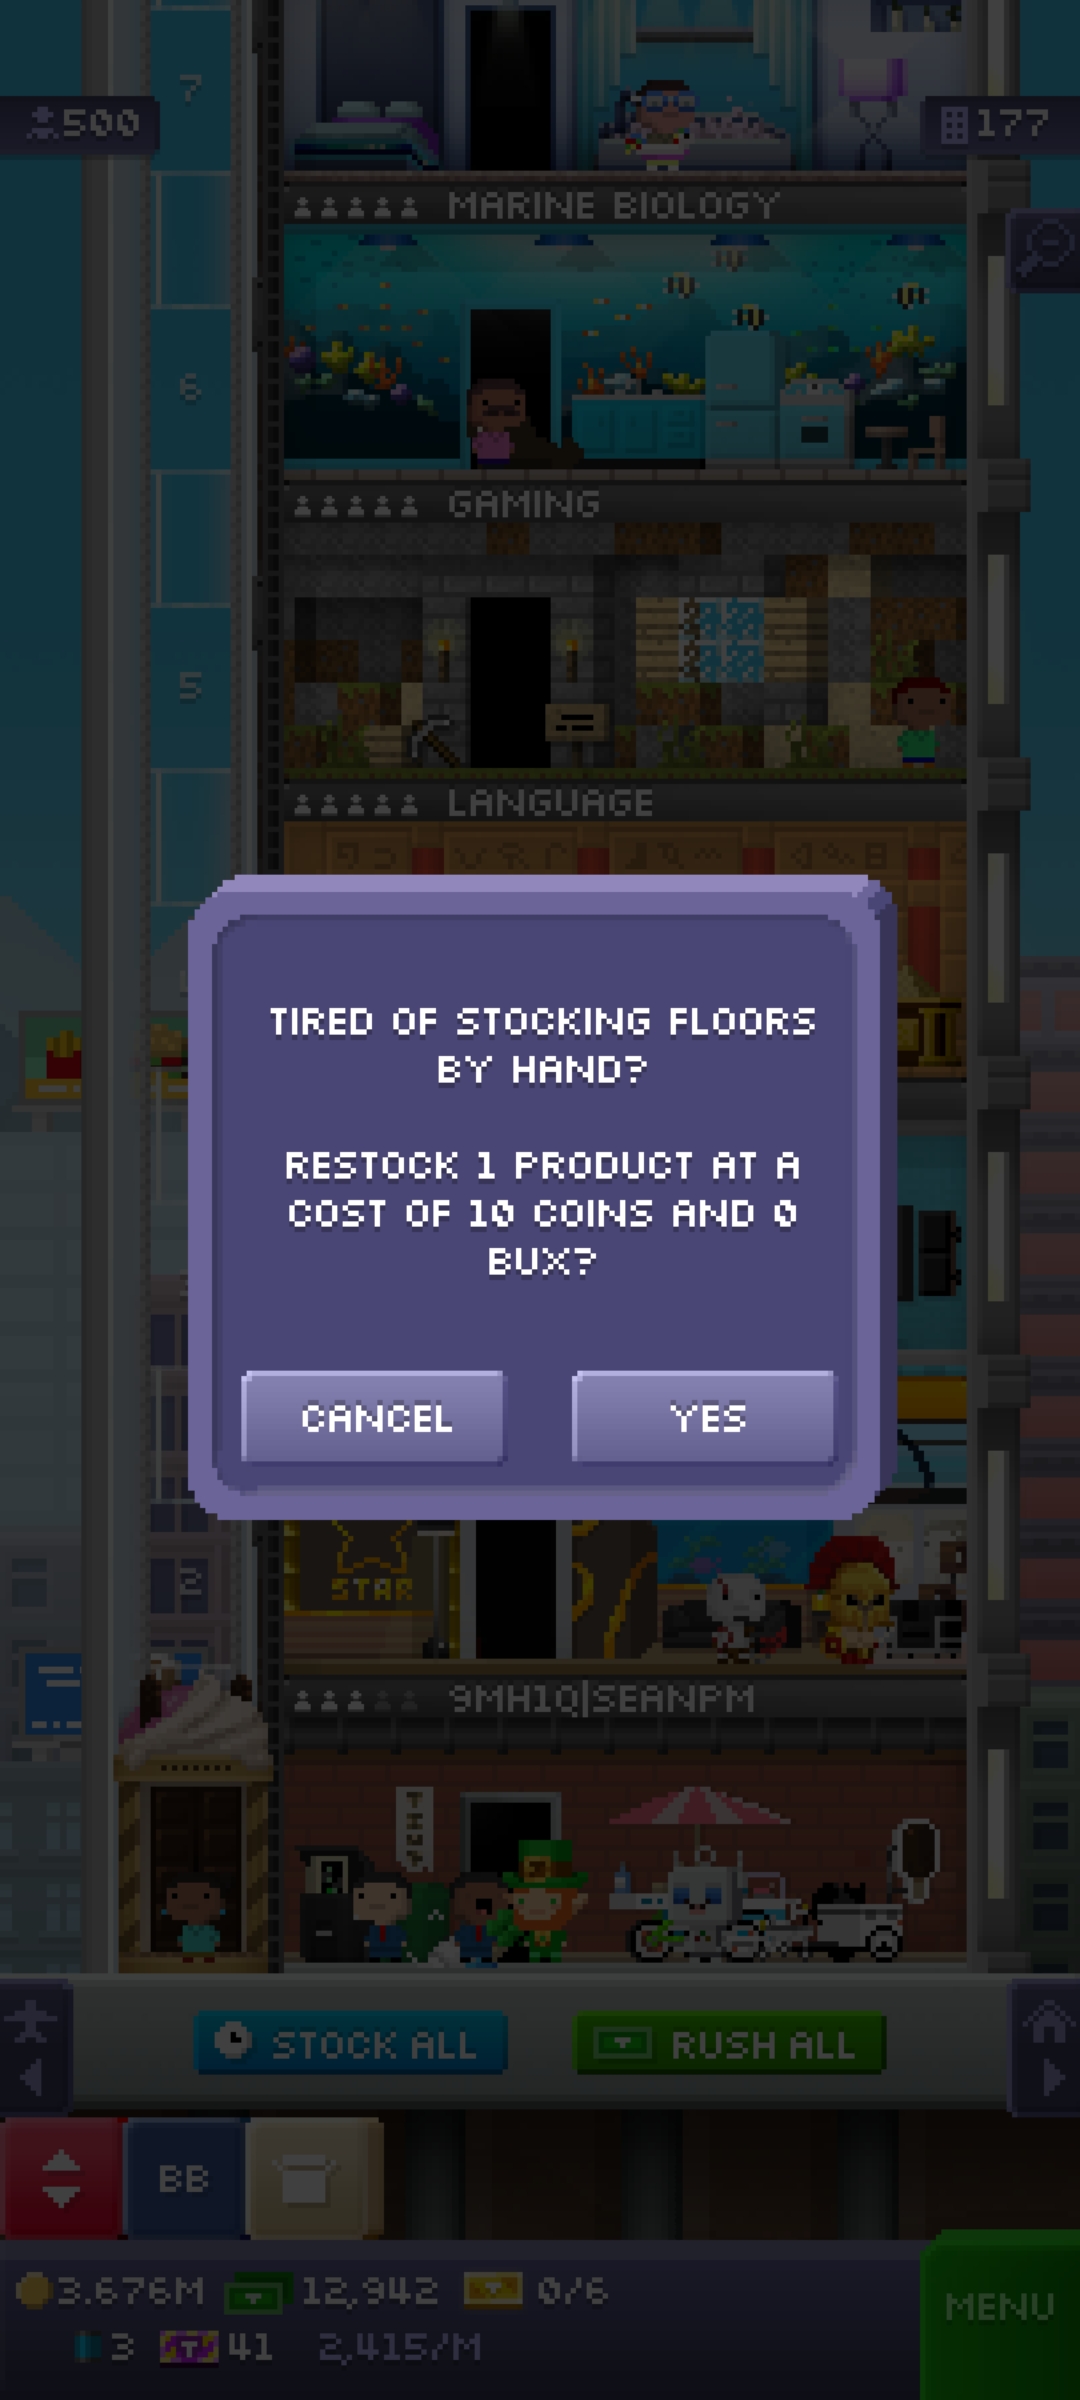 7
500
177
MARINE BIOLOGY
6
GAMING
5
LANGUAGE
TIRED OF STOCKING FLOORS
BY HAND?
RESTOCK 1 PRODUCT AT A
COST OF 10 COINS AND 0
BUX?
CANCEL
YES
2
STAR
9MH1Q|SEANPM
STOCK ALL
RUSH ALL
BB
3.676M
12,942
0/6
MENU
3
41
2,415/M